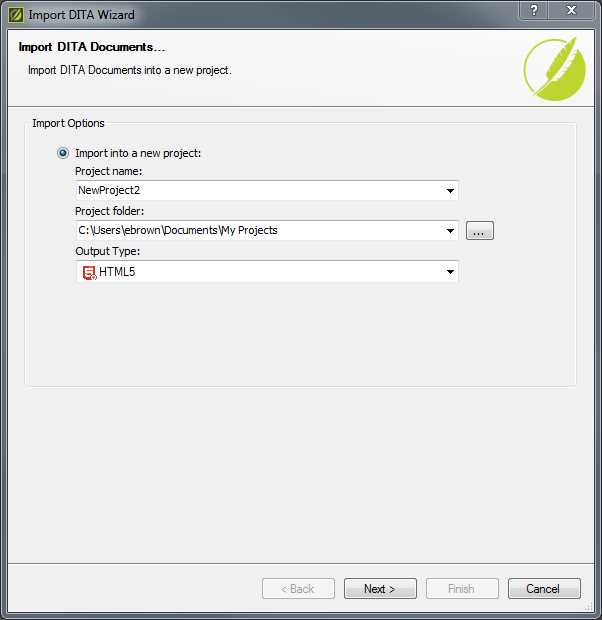 Import DITA Wizard
?
X
Import DITA Documents...
Import DITA Documents into a new project.
Import Options
Import into a new project:
Project name:
NewProject2
Project folder:
C:\Users\ebrown\Documents\My Projects
...
Output Type:
HTML5
< Back
Next >
Finish
Cancel